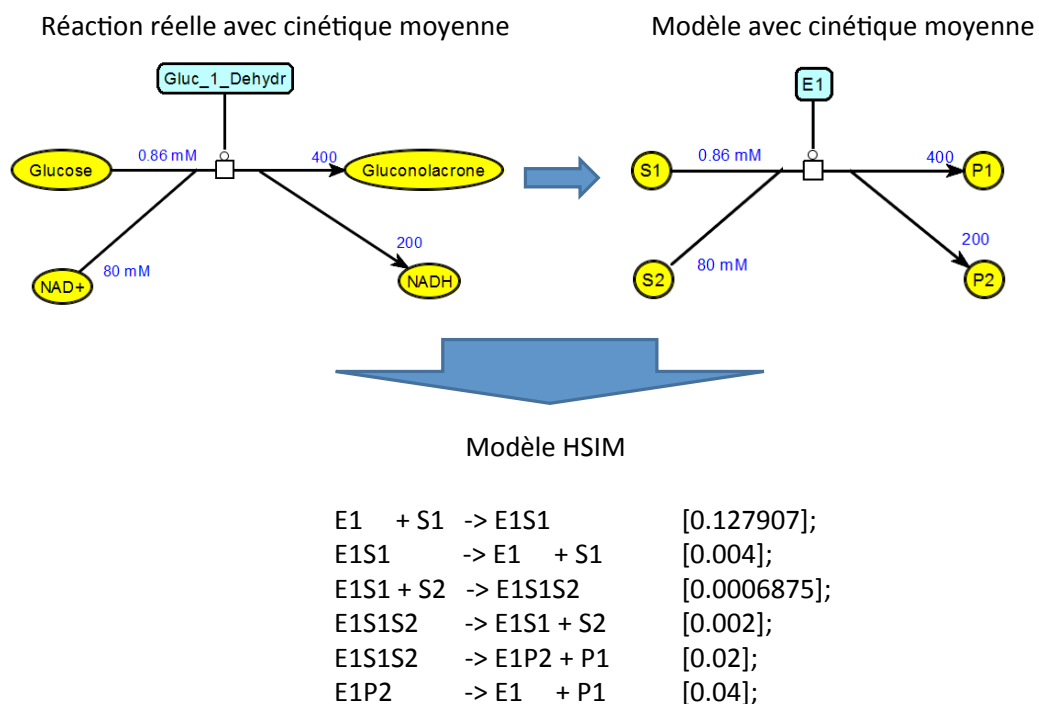 Réaction réelle avec cinétique moyenne
Modèle avec cinétique moyenne
Gluc_1_Dehydr
E1
0.86 mM
400
0.86 mM
400
Glucose
Gluconolacrone
S1
P1
200
200
80 mM
80 mM
NAD+
NADH
S2
P2
Modèle HSIM
E1 + S1 -> E1S1 [0.127907];
E1S1 -> E1 + S1 [0.004];
E1S1 + S2 -> E1S1S2 [0.0006875];
E1S1S2 -> E1S1 + S2 [0.002];
E1S1S2 -> E1P2 + P1 [0.02];
E1P2 -> E1 + P1 [0.04];